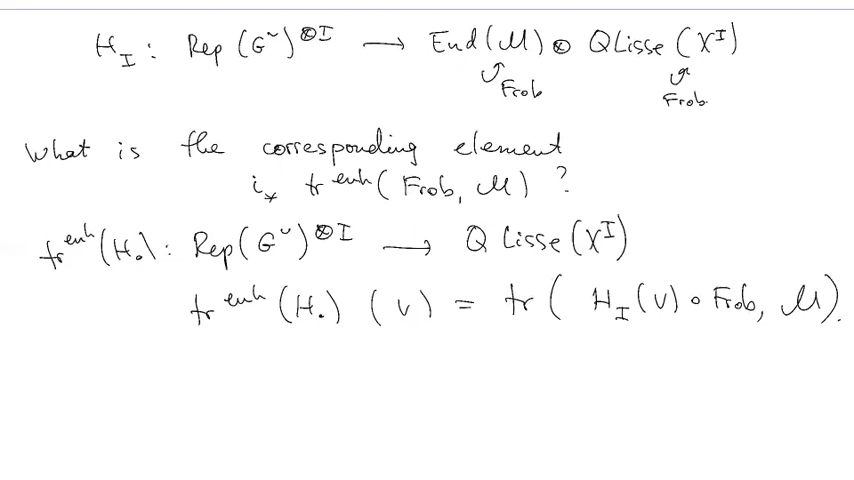 H_I : Rep (G^ˇ)^{⊗I} → End(M) ⊗ QLisse (X^I)
Frob
Frob.
What is the corresponding element
i_* tr^{enh}( Frob, M) ?
tr^{enh}(H_•) : Rep(G^ˇ)^{⊗I} → Q Lisse (X^I)
tr^{enh} (H_•) (V) = tr ( H_I (V) ∘ Frob, M ).